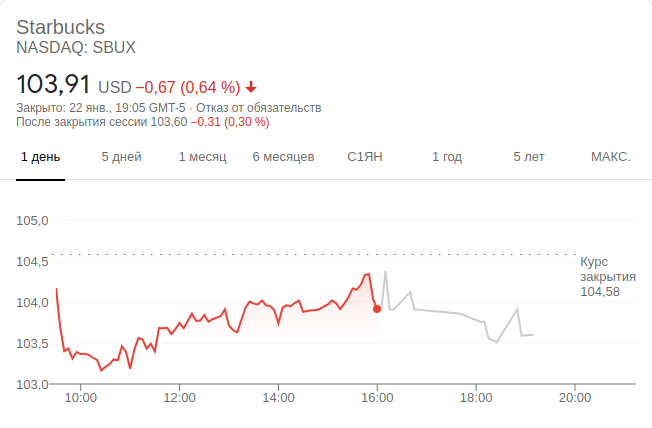 Starbucks
NASDAQ: SBUX
103,91 USD −0,67 (0,64 %)
Закрыто: 22 янв., 19:05 GMT-5 · Отказ от обязательств
После закрытия сессии 103,60 −0,31 (0,30 %)
1 день 5 дней 1 месяц 6 месяцев С1ЯН 1 год 5 лет МАКС.
105,0
104,5
104,0
103,5
103,0
Курс
закрытия
104,58
10:00 12:00 14:00 16:00 18:00 20:00